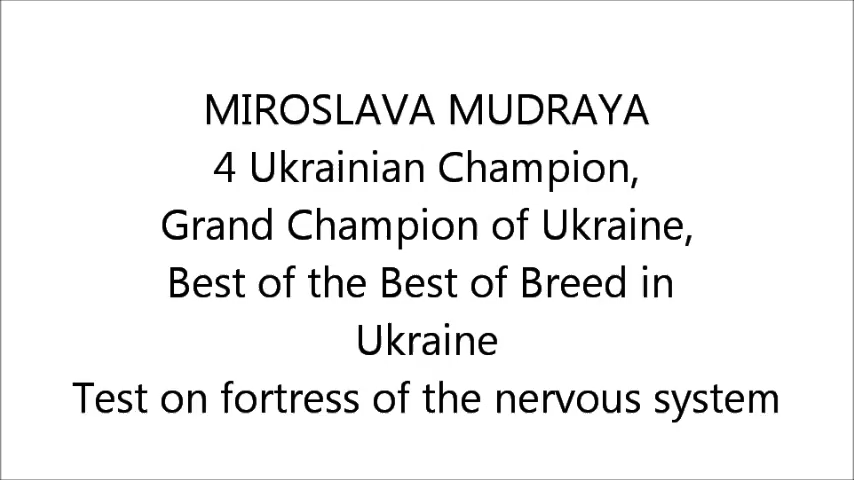 MIROSLAVA MUDRAYA
4 Ukrainian Champion,
Grand Champion of Ukraine,
Best of the Best of Breed in
Ukraine
Test on fortress of the nervous system